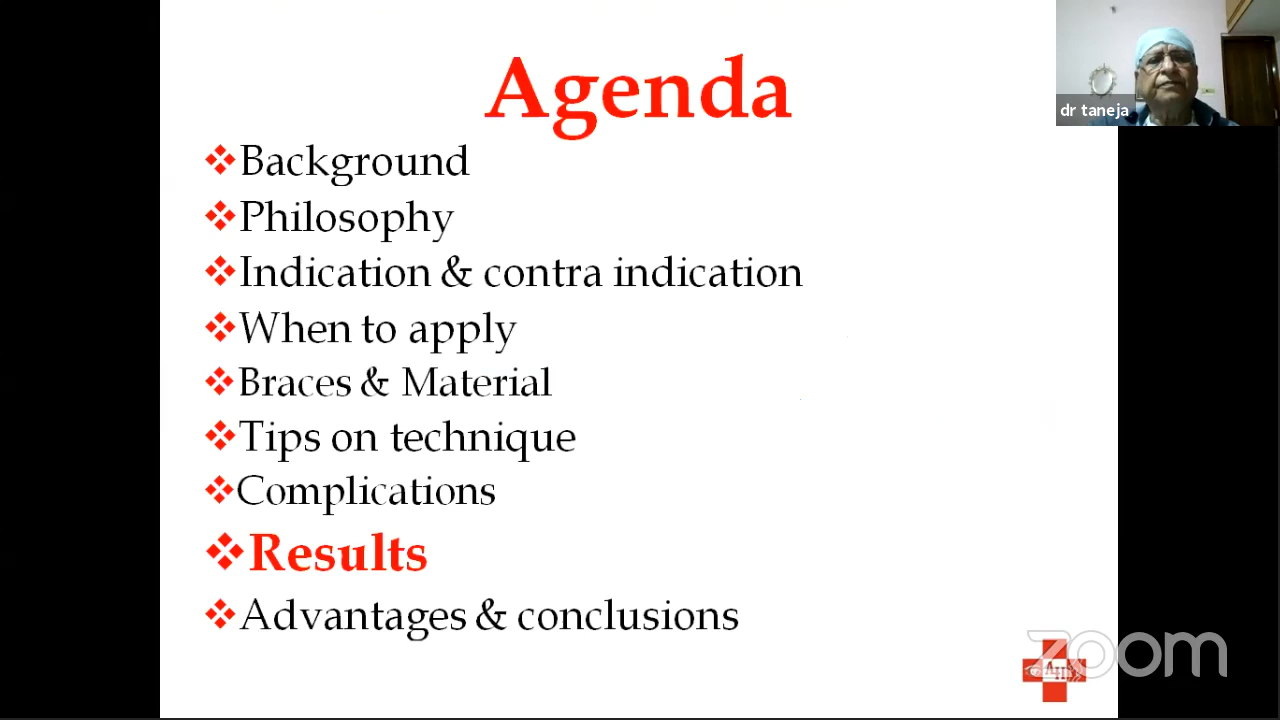 Agenda
dr taneja
❖Background
❖Philosophy
❖Indication & contra indication
❖When to apply
❖Braces & Material
❖Tips on technique
❖Complications
❖Results
❖Advantages & conclusions
zoom